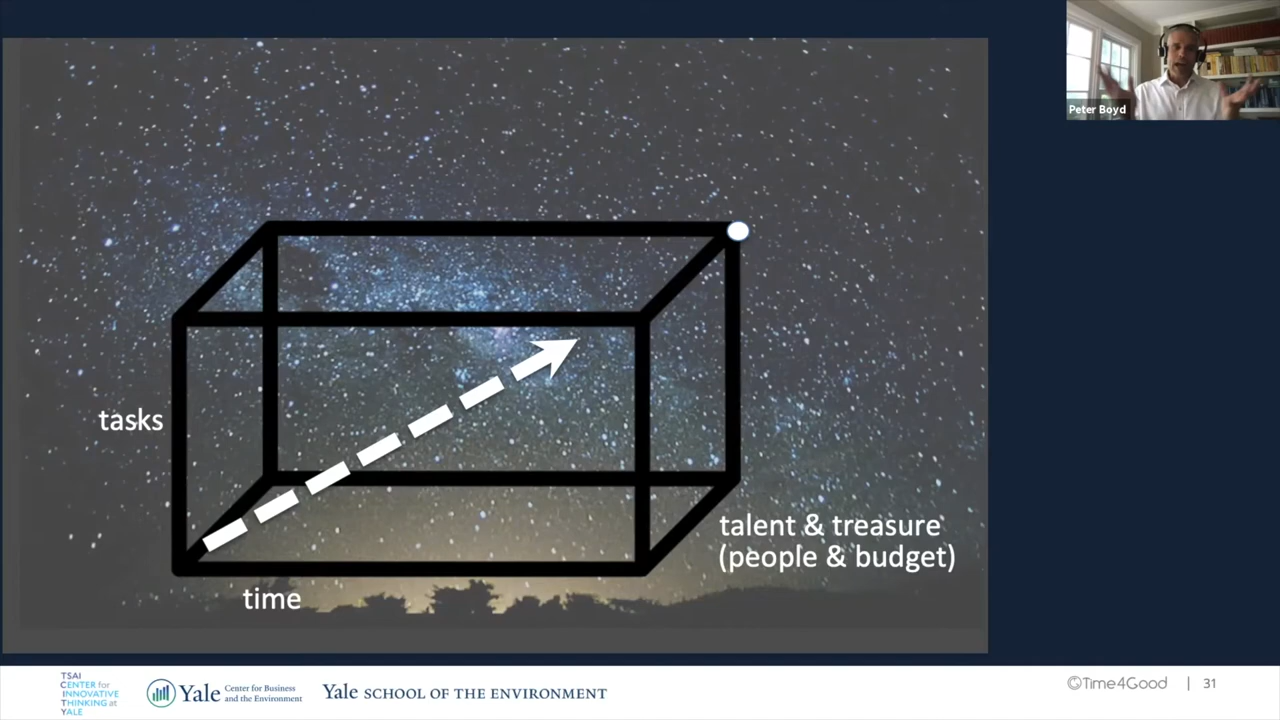 Peter Boyd
tasks
talent & treasure
(people & budget)
time
TSAI
CENTER for
INNOVATIVE
THINKING at
YALE
Yale Center for Business
and the Environment
Yale SCHOOL OF THE ENVIRONMENT
©Time4Good | 31